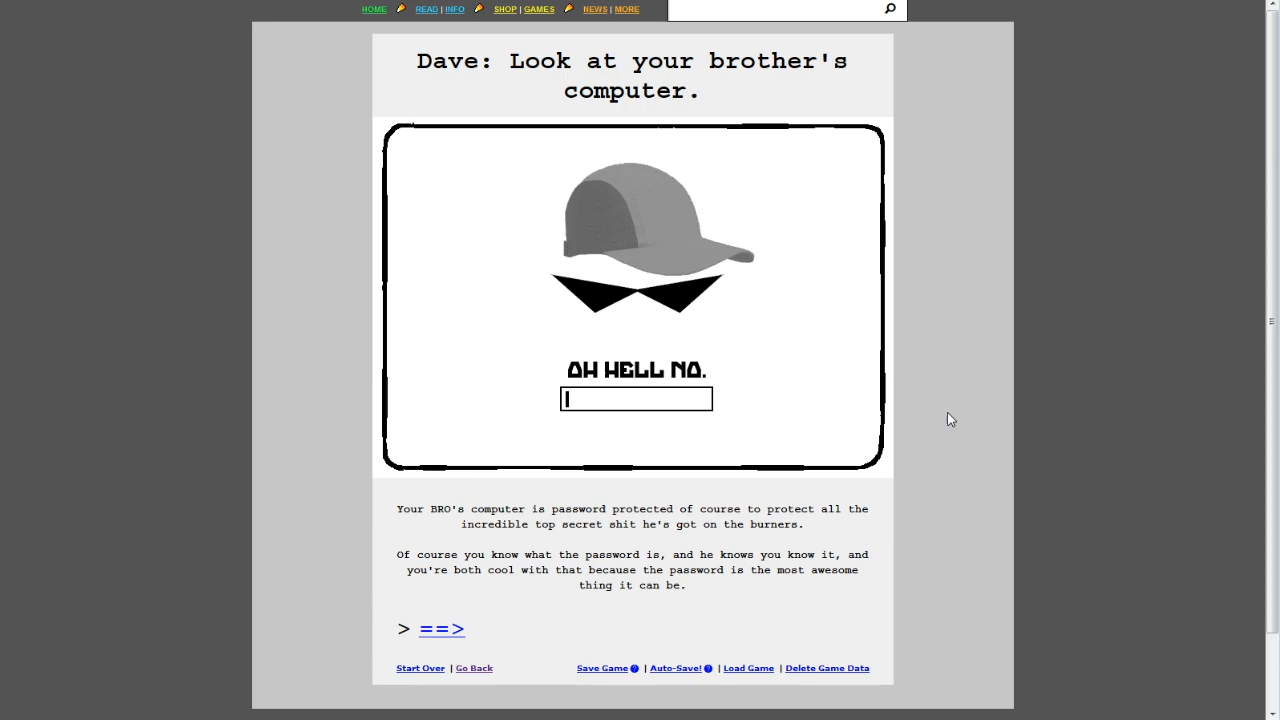 HOME READ | INFO SHOP | GAMES NEWS | MORE
Dave: Look at your brother's
computer.
OH HELL NO.
Your BRO's computer is password protected of course to protect all the
incredible top secret shit he's got on the burners.
Of course you know what the password is, and he knows you know it, and
you're both cool with that because the password is the most awesome
thing it can be.
> ==>
Start Over | Go Back Save Game ? | Auto-Save! ? | Load Game | Delete Game Data